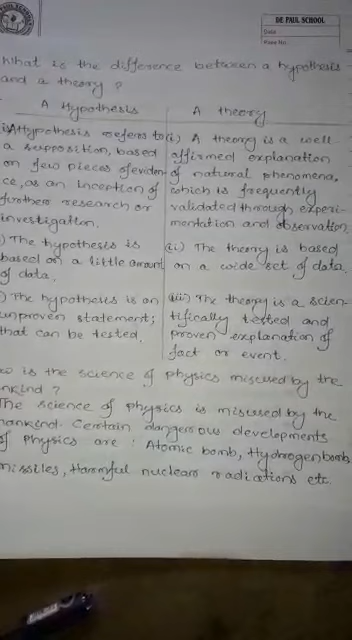 DE PAUL SCHOOL
Date
Page No.
What is the difference between a hypothesis
and a theory ?
A Hypothesis
i) A Hypothesis refers to
a supposition, based
on few pieces of eviden
ce, as an inception of
further research or
investigation.
) The hypothesis is
based on a little amount
of data.
) The hypothesis is an
unproven statement;
that can be tested.
A theory
(i) A theory is a well
affirmed explanation
of natural phenomena,
which is frequently
validated through experi-
mentation and observation.
(ii) The theory is based
on a wide set of data.
(iii) The theory is a scien-
tifically tested and
proven explanation of
fact or event.
is the science of physics miscused by the
nkind ?
The science of physics is miscused by the
mankind. Certain dangerous developments
of physics are : Atomic bomb, Hydrogen bomb,
missiles, Harmful nuclear radiations etc.